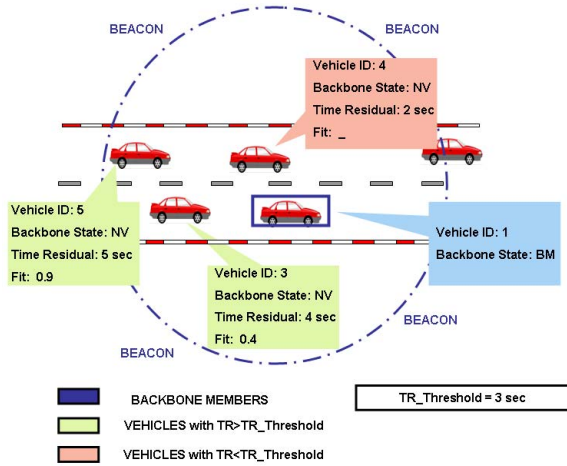 BEACON
BEACON
Vehicle ID: 4
Backbone State: NV
Time Residual: 2 sec
Fit: _
Vehicle ID: 5
Backbone State: NV
Time Residual: 5 sec
Fit: 0.9
Vehicle ID: 1
Backbone State: BM
Vehicle ID: 3
Backbone State: NV
Time Residual: 4 sec
Fit: 0.4
BEACON
BEACON
BACKBONE MEMBERS
TR_Threshold = 3 sec
VEHICLES with TR>TR_Threshold
VEHICLES with TR<TR_Threshold